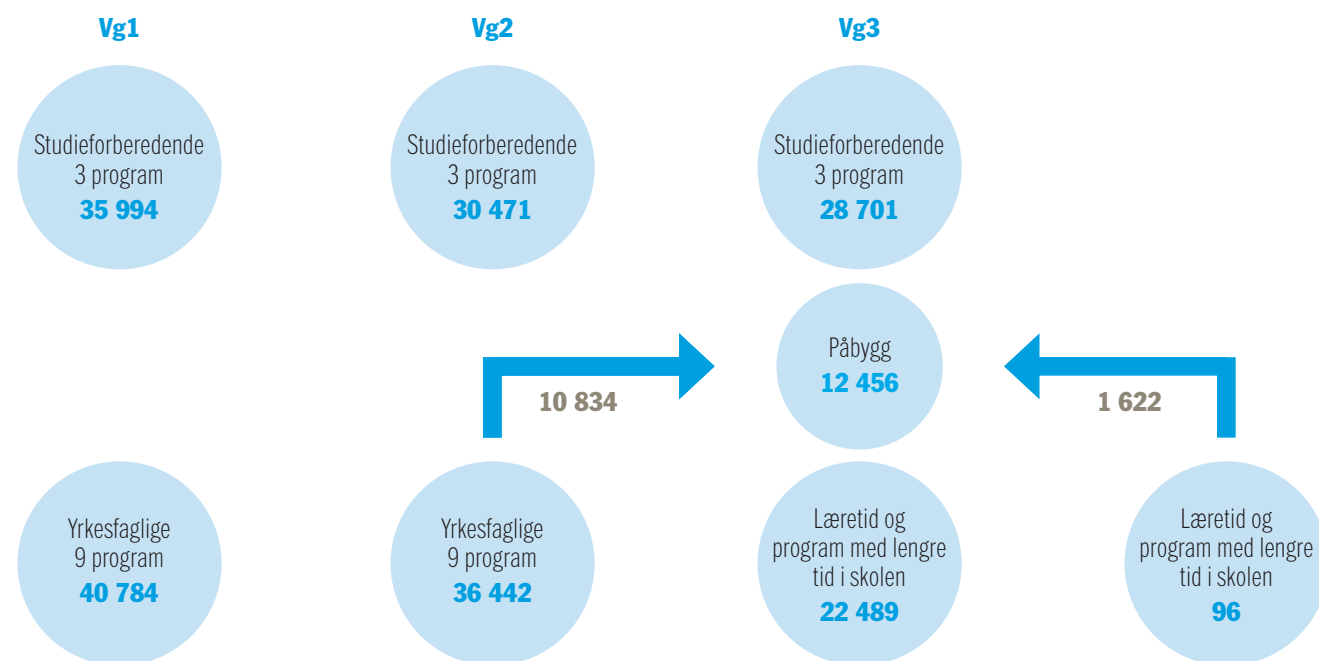 Vg1
Vg2
Vg3
Studieforberedende
3 program
35 994
Studieforberedende
3 program
30 471
Studieforberedende
3 program
28 701
Påbygg
12 456
10 834
1 622
Yrkesfaglige
9 program
40 784
Yrkesfaglige
9 program
36 442
Læretid og
program med lengre
tid i skolen
22 489
Læretid og
program med lengre
tid i skolen
96